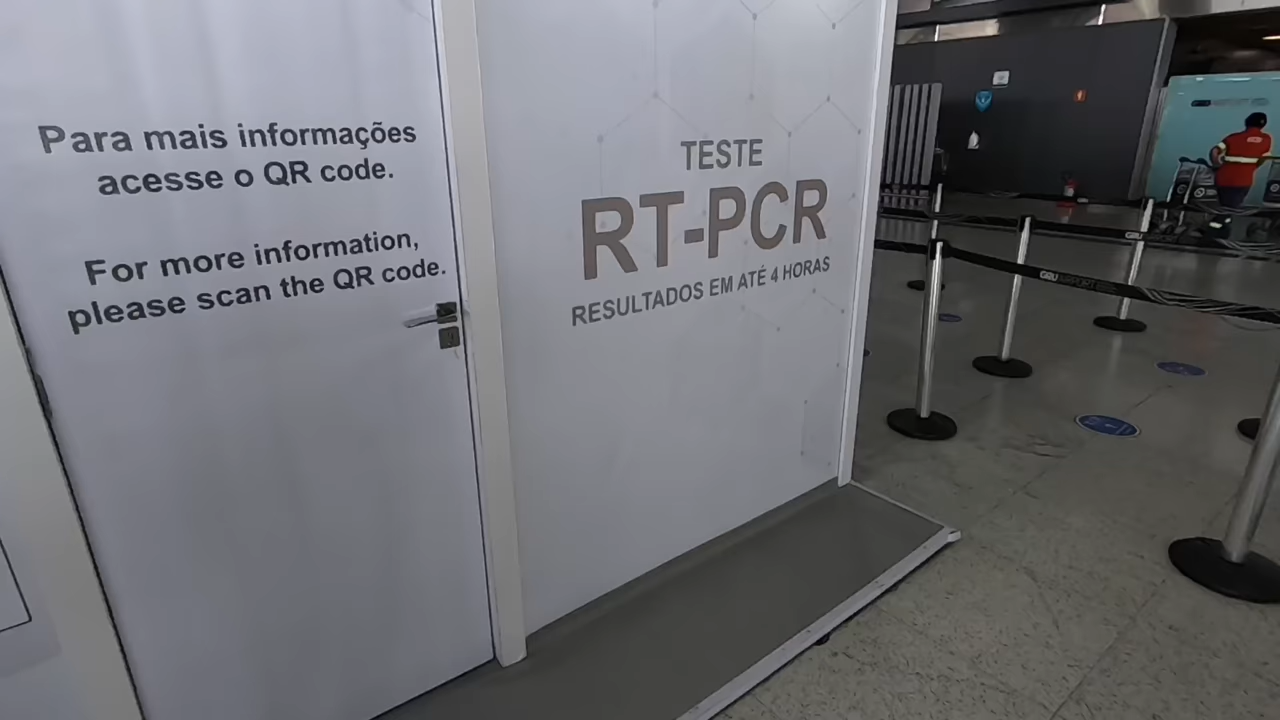 Para mais informações
acesse o QR code.
For more information,
please scan the QR code.
TESTE
RT-PCR
RESULTADOS EM ATÉ 4 HORAS
GRU AIRPORT